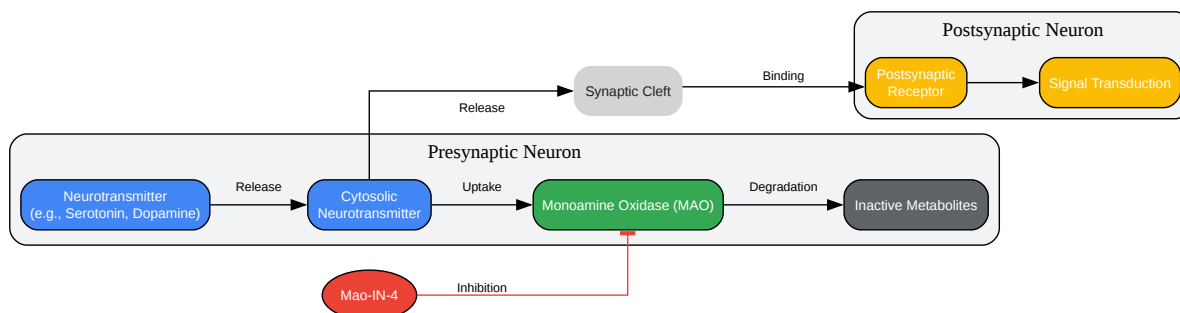 Postsynaptic Neuron
Postsynaptic
Receptor
Signal Transduction
Binding
Synaptic Cleft
Release
Presynaptic Neuron
Neurotransmitter
(e.g., Serotonin, Dopamine)
Release
Cytosolic
Neurotransmitter
Uptake
Monoamine Oxidase (MAO)
Degradation
Inactive Metabolites
Mao-IN-4
Inhibition